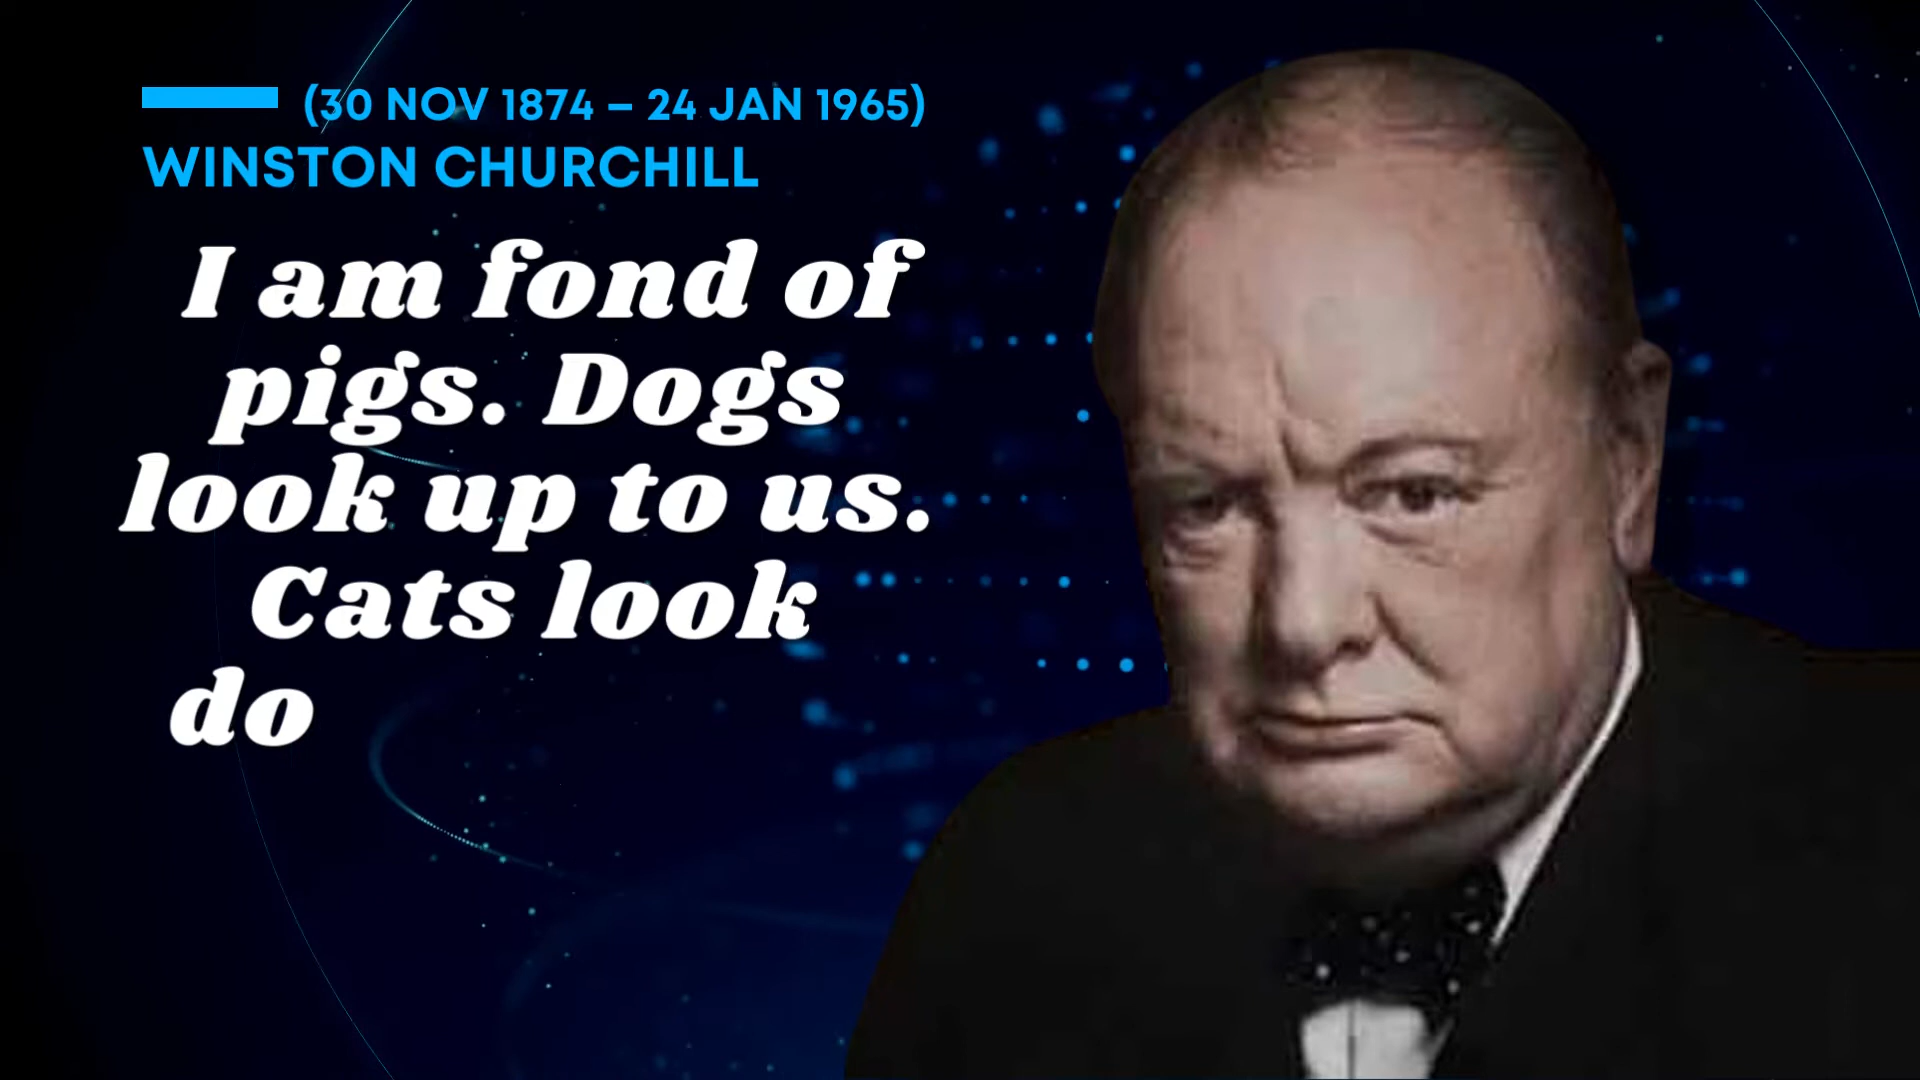 (30 NOV 1874 – 24 JAN 1965)
WINSTON CHURCHILL
I am fond of
pigs. Dogs
look up to us.
Cats look
do